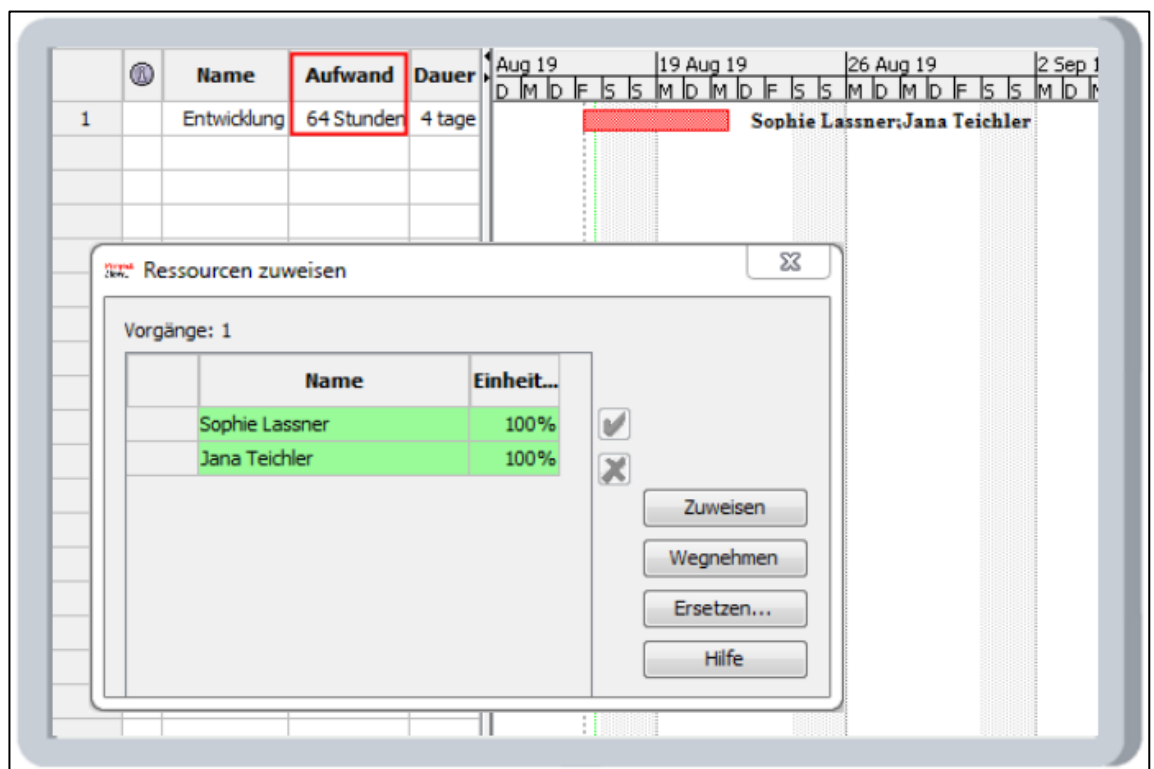 Name Aufwand Dauer Aug 19 19 Aug 19 26 Aug 19 2 Sep 1
D M D F S S M D M D F S S M D M D F S S M D
1 Entwicklung 64 Stunden 4 tage Sophie Lassner;Jana Teichler
Ressourcen zuweisen
Vorgänge: 1
Name Einheit...
Sophie Lassner 100%
Jana Teichler 100%
Zuweisen
Wegnehmen
Ersetzen...
Hilfe